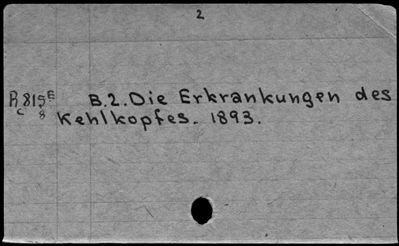 2
R 815 E B.2. Die Erkrankungen des
C 8 Kehlkopfes. 1893.